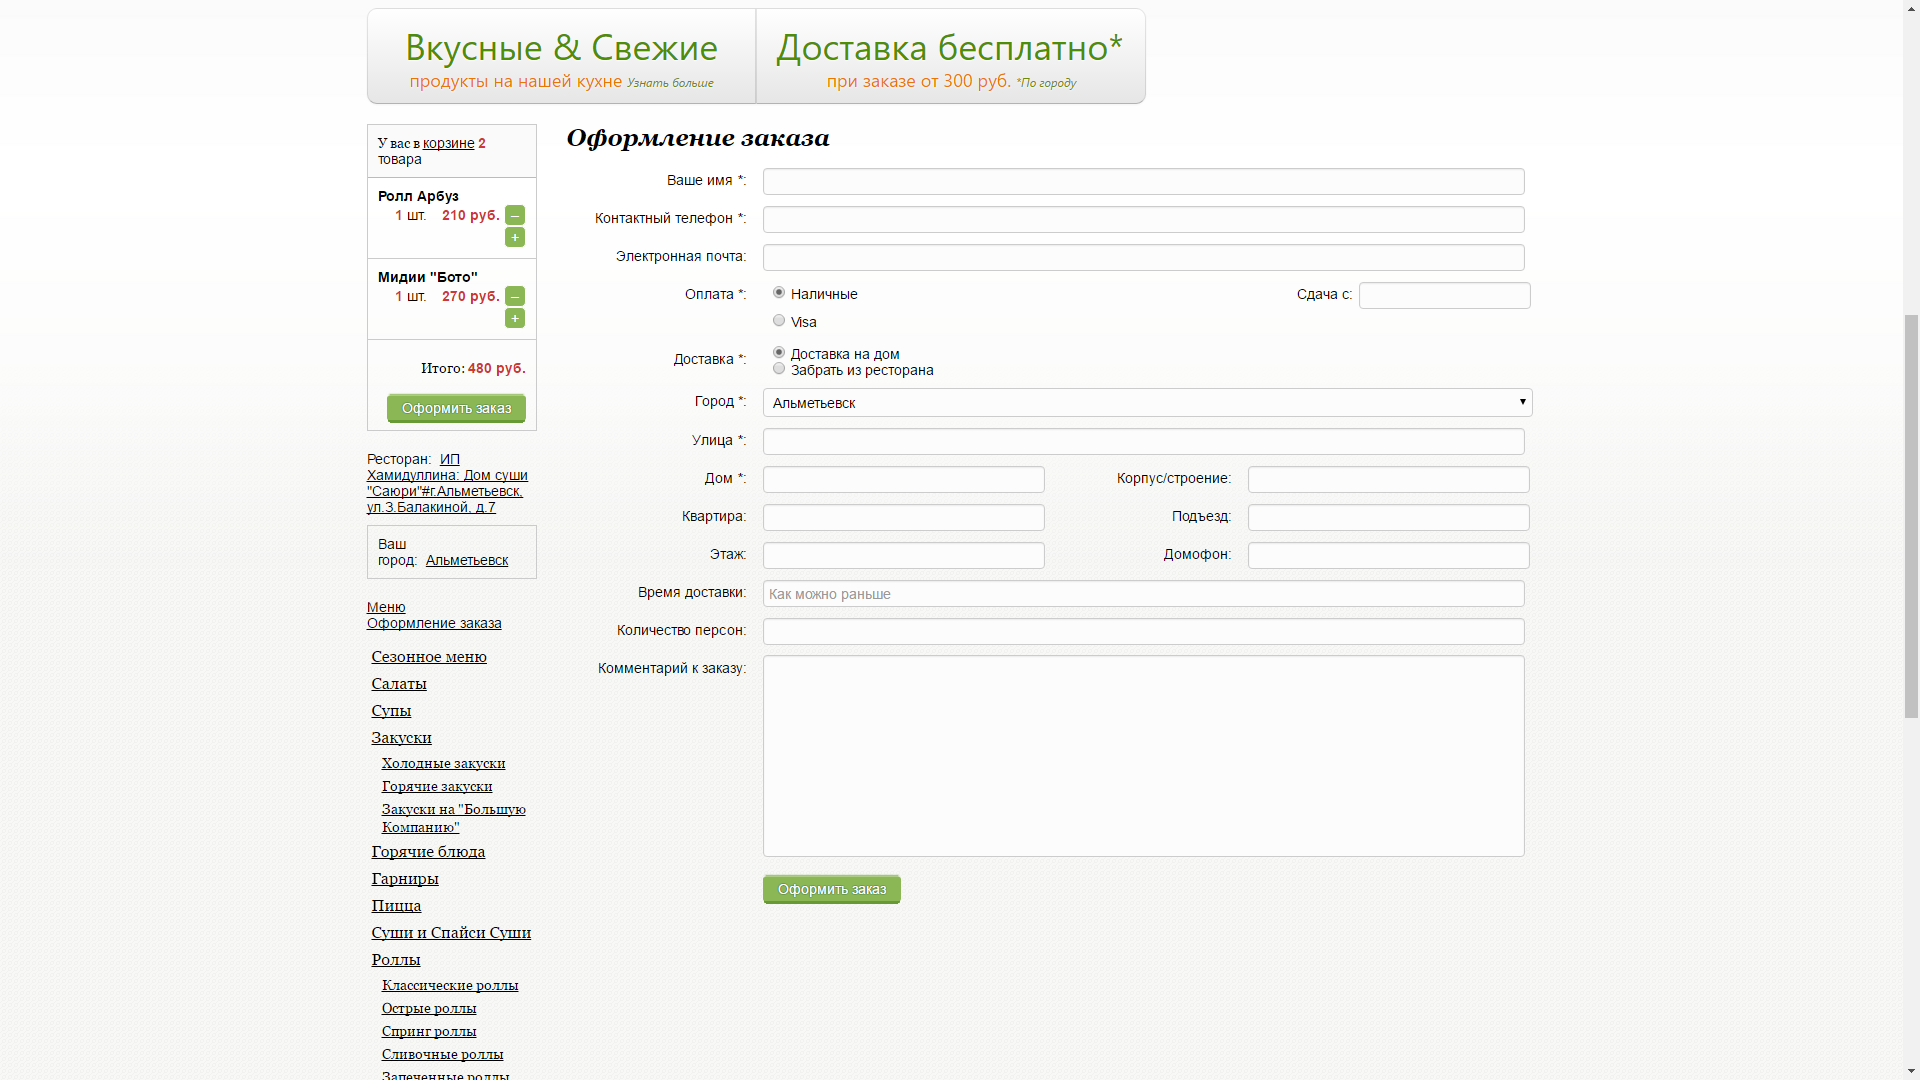 Вкусные & Свежие
продукты на нашей кухне Узнать больше
Доставка бесплатно*
при заказе от 300 руб. *По городу
У вас в корзине 2
товара
Ролл Арбуз
1 шт. 210 руб. –
+
Мидии "Бото"
1 шт. 270 руб. –
+
Итого: 480 руб.
Оформить заказ
Ресторан: ИП
Хамидуллина: Дом суши
"Саюри"#г.Альметьевск,
ул.З.Балакиной, д.7
Ваш
город: Альметьевск
Меню
Оформление заказа
Сезонное меню
Салаты
Супы
Закуски
Холодные закуски
Горячие закуски
Закуски на "Большую
Компанию"
Горячие блюда
Гарниры
Пицца
Суши и Спайси Суши
Роллы
Классические роллы
Острые роллы
Спринг роллы
Сливочные роллы
Запеченные роллы
Оформление заказа
Ваше имя *:
Контактный телефон *:
Электронная почта:
Оплата *: Наличные Сдача с:
Visa
Доставка *: Доставка на дом
Забрать из ресторана
Город *: Альметьевск
Улица *:
Дом *: Корпус/строение:
Квартира: Подъезд:
Этаж: Домофон:
Время доставки: Как можно раньше
Количество персон:
Комментарий к заказу:
Оформить заказ